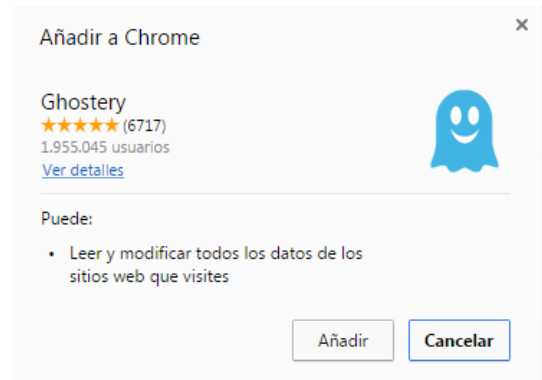 Añadir a Chrome
Ghostery
(6717)
1.955.045 usuarios
Ver detalles
Puede:
• Leer y modificar todos los datos de los
sitios web que visites
Añadir
Cancelar